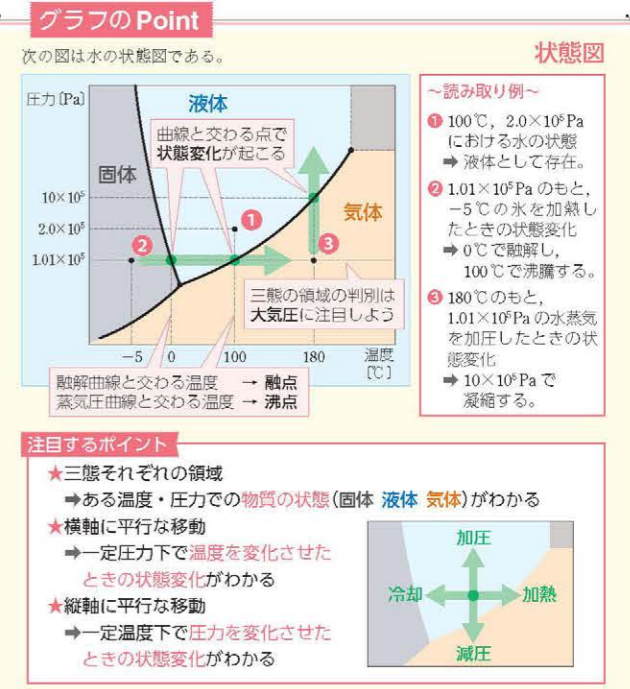 グラフのPoint
次の図は水の状態図である。
状態図
圧力〔Pa〕
液体
曲線と交わる点で
状態変化が起こる
固体
気体
10×10⁵
2.0×10⁵
1.01×10⁵
❶
❷
❸
三態の領域の判別は
大気圧に注目しよう
−5 0 100 180
温度
〔℃〕
融解曲線と交わる温度 → 融点
蒸気圧曲線と交わる温度 → 沸点
~読み取り例~
❶ 100℃, 2.0×10⁵Pa
における水の状態
➡ 液体として存在。
❷ 1.01×10⁵Pa のもと,
−5℃の氷を加熱し
たときの状態変化
➡ 0℃で融解し,
100℃で沸騰する。
❸ 180℃のもと,
1.01×10⁵Pa の水蒸気
を加圧したときの状
態変化
➡ 10×10⁵Pa で
凝縮する。
注目するポイント
★三態それぞれの領域
➡ある温度・圧力での物質の状態(固体 液体 気体)がわかる
★横軸に平行な移動
➡一定圧力下で温度を変化させた
ときの状態変化がわかる
★縦軸に平行な移動
➡一定温度下で圧力を変化させた
ときの状態変化がわかる
加圧
冷却
加熱
減圧